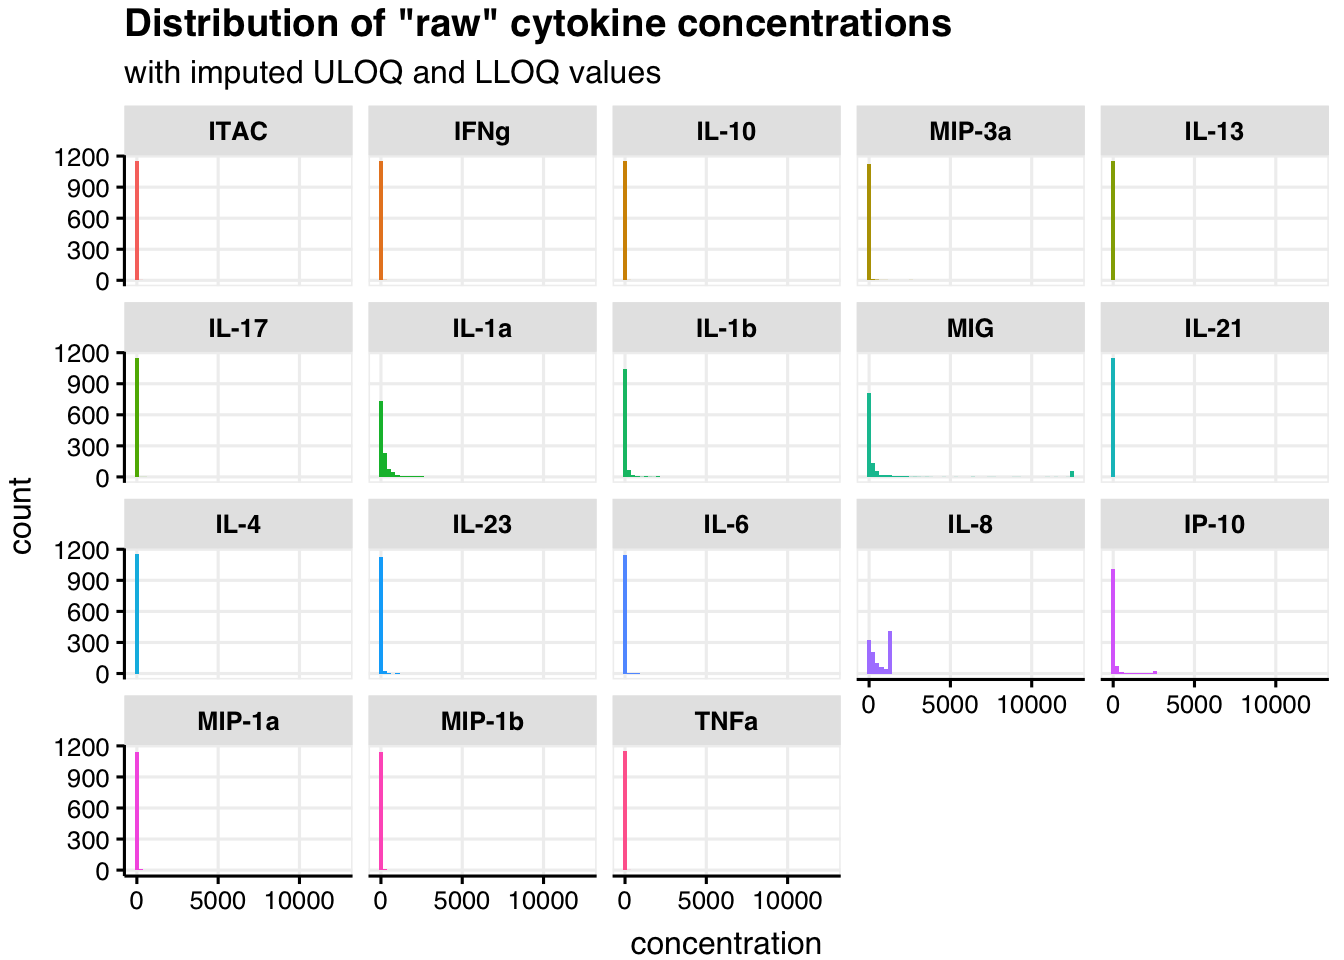 Distribution of "raw" cytokine concentrations
with imputed ULOQ and LLOQ values
ITAC IFNg IL-10 MIP-3a IL-13
1200
900
600
300
0
IL-17 IL-1a IL-1b MIG IL-21
1200
900
600
300
0
count
IL-4 IL-23 IL-6 IL-8 IP-10
1200
900
600
300
0
0 5000 10000 0 5000 10000
MIP-1a MIP-1b TNFa
1200
900
600
300
0
0 5000 10000 0 5000 10000 0 5000 10000
concentration